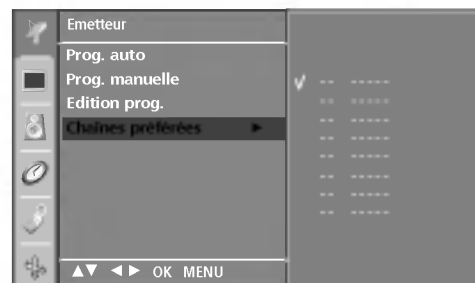 Emetteur
Prog. auto
Prog. manuelle
Edition prog.
Chaînes préférées ►
✓ -- -----
-- -----
-- -----
-- -----
-- -----
-- -----
-- -----
-- -----
▲▼ ◄► OK MENU